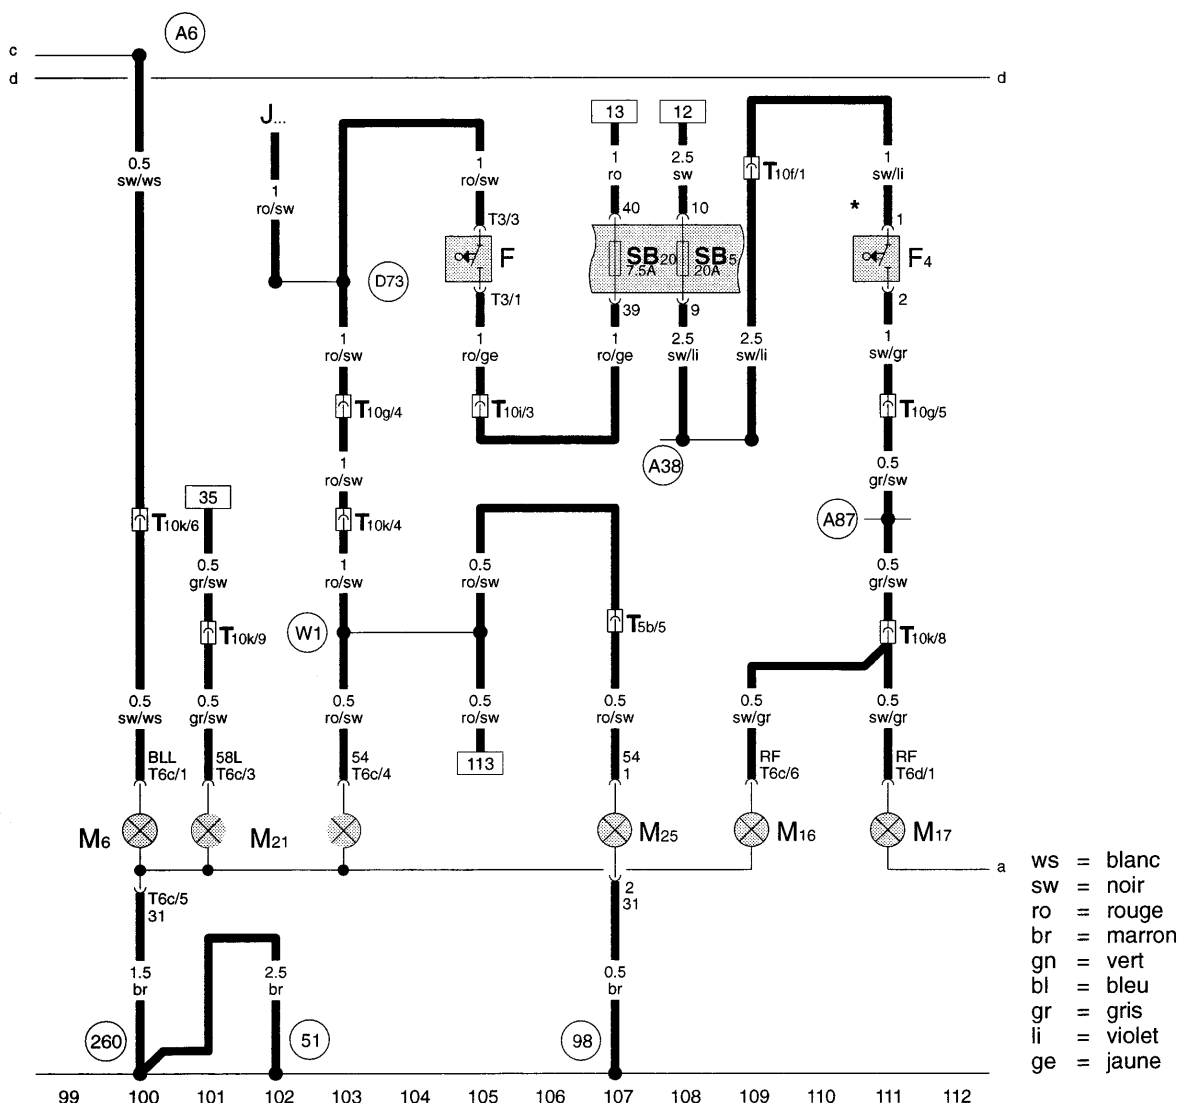 A6
c
d d
J...
13 12
0.5
sw/ws
1
ro/sw
1
ro/sw
1
ro
2.5
sw
T10f/1
1
sw/li
*
T3/3
40
10
1
F
SB20
7.5A
SB5
20A
F4
D73
T3/1
39
9
2
1
ro/sw
1
ro/ge
1
ro/ge
2.5
sw/li
2.5
sw/li
1
sw/gr
T10g/4
T10i/3
T10g/5
A38
1
ro/sw
0.5
gr/sw
35
T10k/6
T10k/4
A87
0.5
gr/sw
1
ro/sw
0.5
ro/sw
0.5
gr/sw
T10k/9
W1
T5b/5
T10k/8
0.5
sw/ws
0.5
gr/sw
0.5
ro/sw
0.5
ro/sw
0.5
ro/sw
0.5
sw/gr
0.5
sw/gr
BLL
T6c/1
58L
T6c/3
54
T6c/4
113
54
1
RF
T6c/6
RF
T6d/1
M6
M21
M25
M16
M17
a
T6c/5
31
2
31
1.5
br
2.5
br
0.5
br
260
51
98
99 100 101 102 103 104 105 106 107 108 109 110 111 112
ws = blanc
sw = noir
ro = rouge
br = marron
gn = vert
bl = bleu
gr = gris
li = violet
ge = jaune